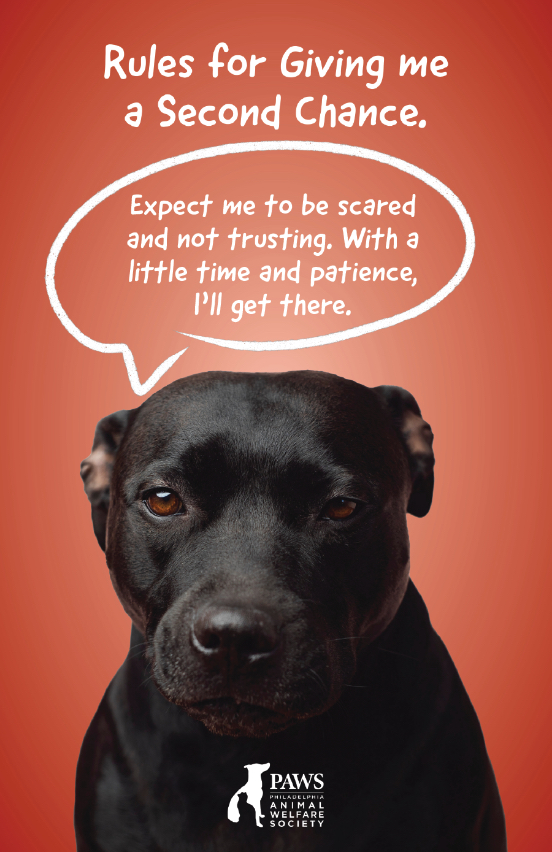 Rules for Giving me
a Second Chance.
Expect me to be scared
and not trusting. With a
little time and patience,
I'll get there.
PAWS
PHILADELPHIA
ANIMAL
WELFARE
SOCIETY